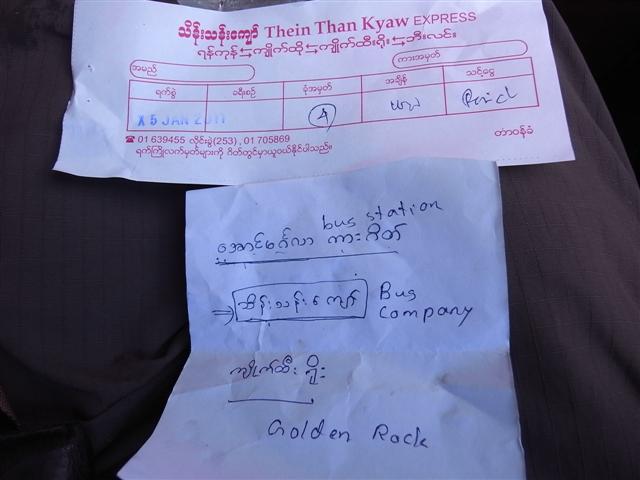 သိန်းသန်းကျော် Thein Than Kyaw EXPRESS
ရန်ကုန်⇆ကျိုက်ထို⇆ကျိုက်ထီးရိုး⇆ဘီးလင်း
အမည် ကားအမှတ်
ရက်စွဲ ခရီးစဉ် ခုံအမှတ် အချိန် သင့်ငွေ
5 JAN 2011 Paid
☎ 01 639455 လိုင်းခွဲ(253), 01 705869 တာဝန်ခံ
ရက်ကြိုလက်မှတ်များကို ဂိတ်တွင်မှာယူဝယ်နိုင်ပါသည်။
bus station
အောင်မင်္ဂလာ ကားဂိတ်
⇒ သိန်းသန်းကျော် Bus
Company
ကျိုက်ထီးရိုး
Golden Rock